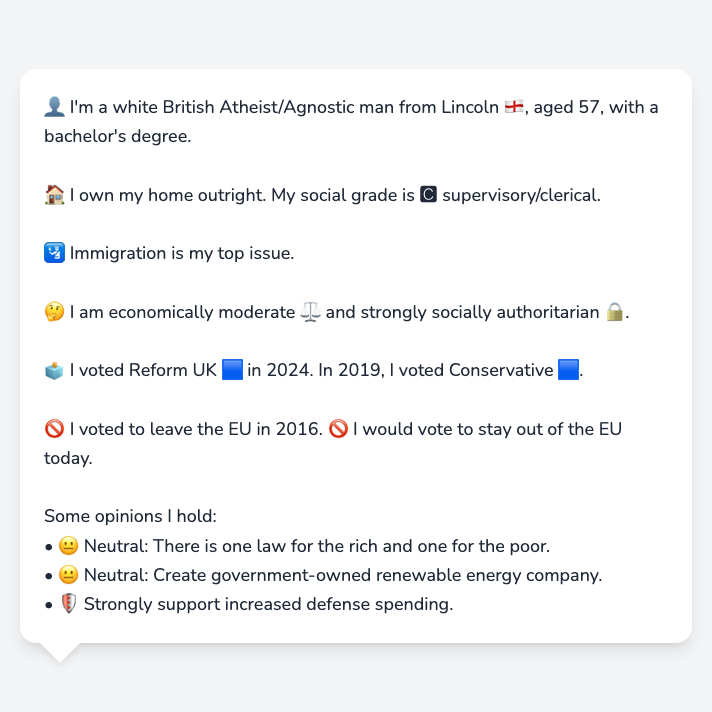 👤 I'm a white British Atheist/Agnostic man from Lincoln 🏴󠁧󠁢󠁥󠁮󠁧󠁿, aged 57, with a
bachelor's degree.
🏠 I own my home outright. My social grade is 🅲 supervisory/clerical.
🛂 Immigration is my top issue.
🤔 I am economically moderate ⚖️ and strongly socially authoritarian 🔒.
🗳️ I voted Reform UK 🟦 in 2024. In 2019, I voted Conservative 🟦.
🚫 I voted to leave the EU in 2016. 🚫 I would vote to stay out of the EU
today.
Some opinions I hold:
• 😐 Neutral: There is one law for the rich and one for the poor.
• 😐 Neutral: Create government-owned renewable energy company.
• 🛡️ Strongly support increased defense spending.